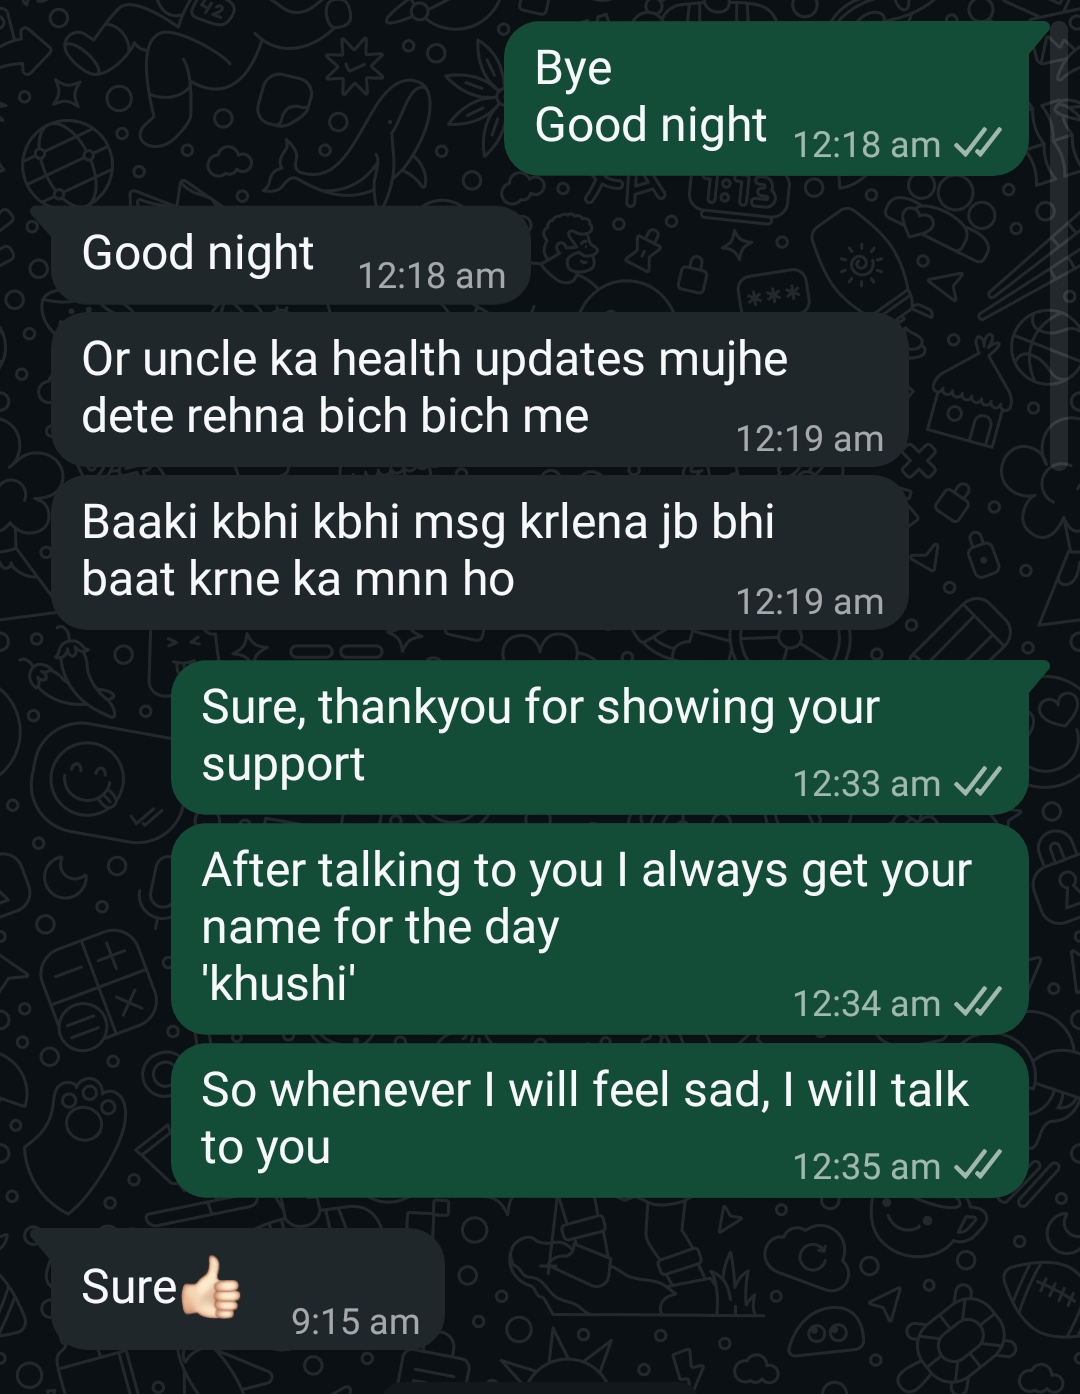 Bye
Good night
12:18 am
Good night
12:18 am
Or uncle ka health updates mujhe
dete rehna bich bich me
12:19 am
Baaki kbhi kbhi msg krlena jb bhi
baat krne ka mnn ho
12:19 am
Sure, thankyou for showing your
support
12:33 am
After talking to you I always get your
name for the day
'khushi'
12:34 am
So whenever I will feel sad, I will talk
to you
12:35 am
Sure👍🏻
9:15 am